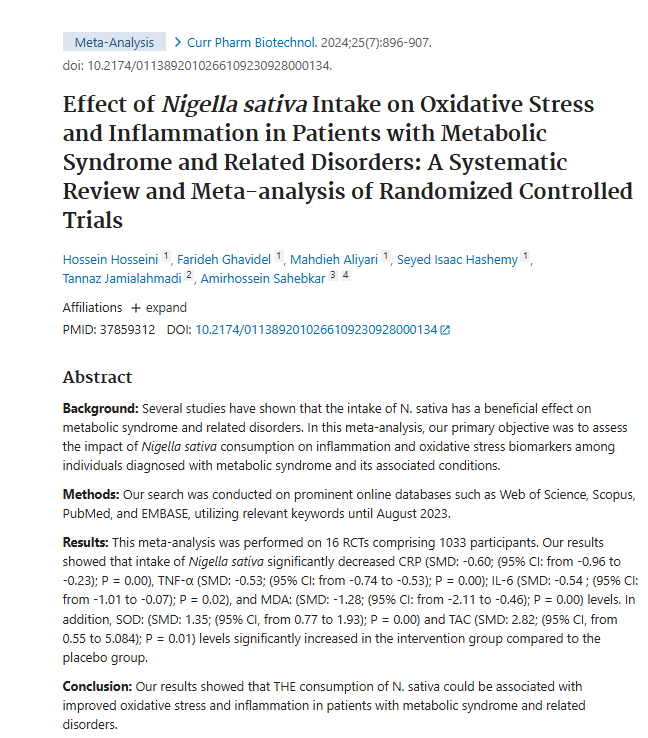 Meta-Analysis > Curr Pharm Biotechnol. 2024;25(7):896-907.
doi: 10.2174/0113892010266109230928000134.
Effect of Nigella sativa Intake on Oxidative Stress
and Inflammation in Patients with Metabolic
Syndrome and Related Disorders: A Systematic
Review and Meta-analysis of Randomized Controlled
Trials
Hossein Hosseini 1, Farideh Ghavidel 1, Mahdieh Aliyari 1, Seyed Isaac Hashemy 1,
Tannaz Jamialahmadi 2, Amirhossein Sahebkar 3 4
Affiliations + expand
PMID: 37859312 DOI: 10.2174/0113892010266109230928000134
Abstract
Background: Several studies have shown that the intake of N. sativa has a beneficial effect on
metabolic syndrome and related disorders. In this meta-analysis, our primary objective was to assess
the impact of Nigella sativa consumption on inflammation and oxidative stress biomarkers among
individuals diagnosed with metabolic syndrome and its associated conditions.
Methods: Our search was conducted on prominent online databases such as Web of Science, Scopus,
PubMed, and EMBASE, utilizing relevant keywords until August 2023.
Results: This meta-analysis was performed on 16 RCTs comprising 1033 participants. Our results
showed that intake of Nigella sativa significantly decreased CRP (SMD: -0.60; (95% CI: from -0.96 to
-0.23); P = 0.00), TNF-α (SMD: -0.53; (95% CI: from -0.74 to -0.53); P = 0.00); IL-6 (SMD: -0.54 ; (95% CI:
from -1.01 to -0.07); P = 0.02), and MDA: (SMD: -1.28; (95% CI: from -2.11 to -0.46); P = 0.00) levels. In
addition, SOD: (SMD: 1.35; (95% CI, from 0.77 to 1.93); P = 0.00) and TAC (SMD: 2.82; (95% CI, from
0.55 to 5.084); P = 0.01) levels significantly increased in the intervention group compared to the
placebo group.
Conclusion: Our results showed that THE consumption of N. sativa could be associated with
improved oxidative stress and inflammation in patients with metabolic syndrome and related
disorders.